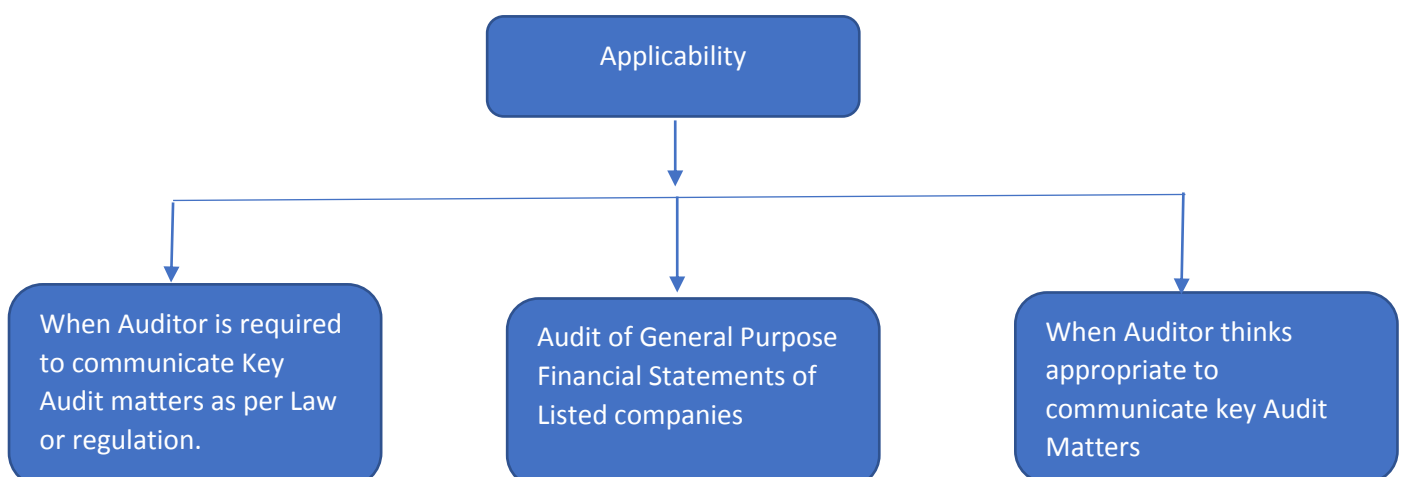 Applicability
When Auditor is required
to communicate Key
Audit matters as per Law
or regulation.
Audit of General Purpose
Financial Statements of
Listed companies
When Auditor thinks
appropriate to
communicate key Audit
Matters